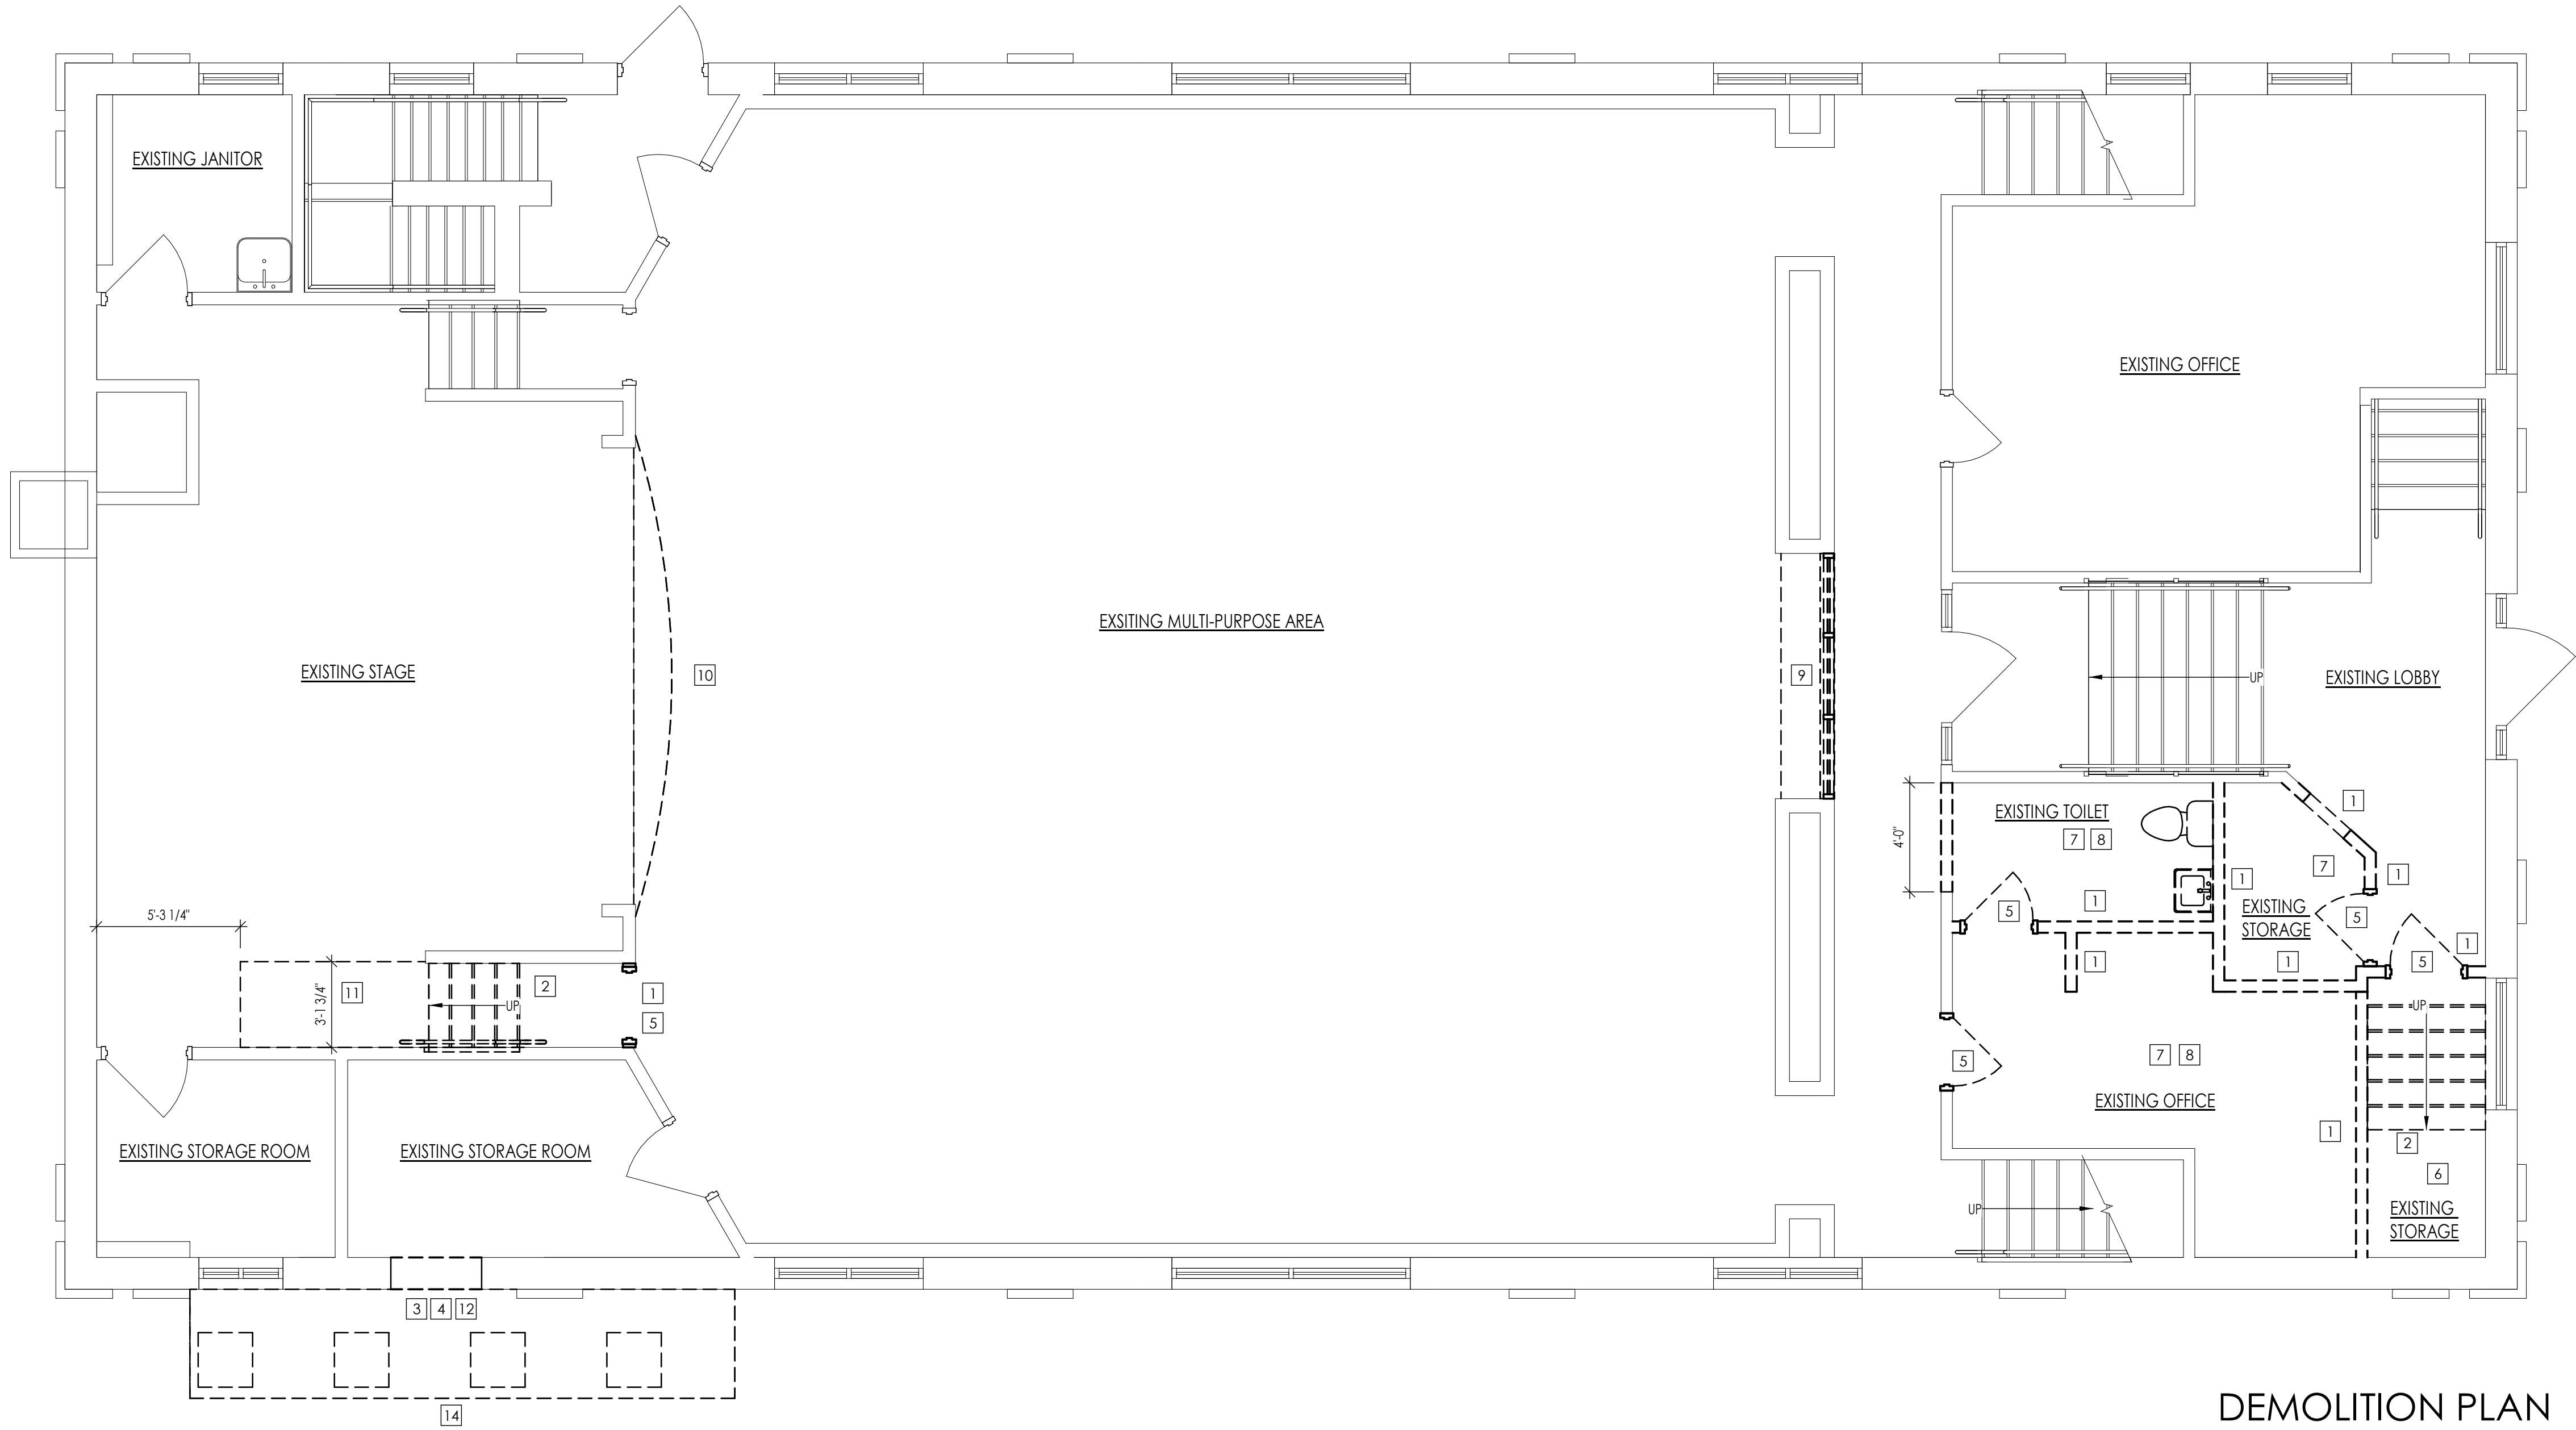 EXISTING JANITOR
EXISTING OFFICE
EXSITING MULTI-PURPOSE AREA
EXISTING STAGE
10
9
UP
EXISTING LOBBY
4'-0"
EXISTING TOILET
7 8
1
1
7
1
1
5
EXISTING
STORAGE
5
1
1
1
5
5'-3 1/4"
3'-1 3/4"
11
2
UP
1
5
UP
5
7 8
EXISTING OFFICE
1
2
6
EXISTING STORAGE ROOM
EXISTING STORAGE ROOM
UP
EXISTING
STORAGE
3 4 12
14
DEMOLITION PLAN